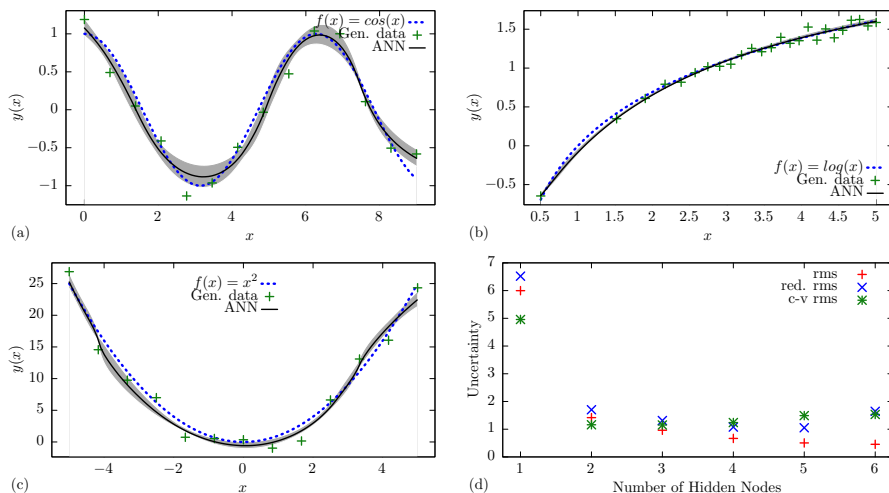 f(x) = cos(x)
Gen. data
ANN
1
0.5
0
−0.5
−1
y(x)
0
2
4
6
8
x
(a)
f(x) = log(x)
Gen. data
ANN
1.5
1
0.5
0
−0.5
y(x)
0.5
1
1.5
2
2.5
3
3.5
4
4.5
5
x
(b)
f(x) = x²
Gen. data
ANN
25
20
15
10
5
0
y(x)
−4
−2
0
2
4
x
(c)
rms
red. rms
c-v rms
7
6
5
4
3
2
1
0
Uncertainty
1
2
3
4
5
6
Number of Hidden Nodes
(d)